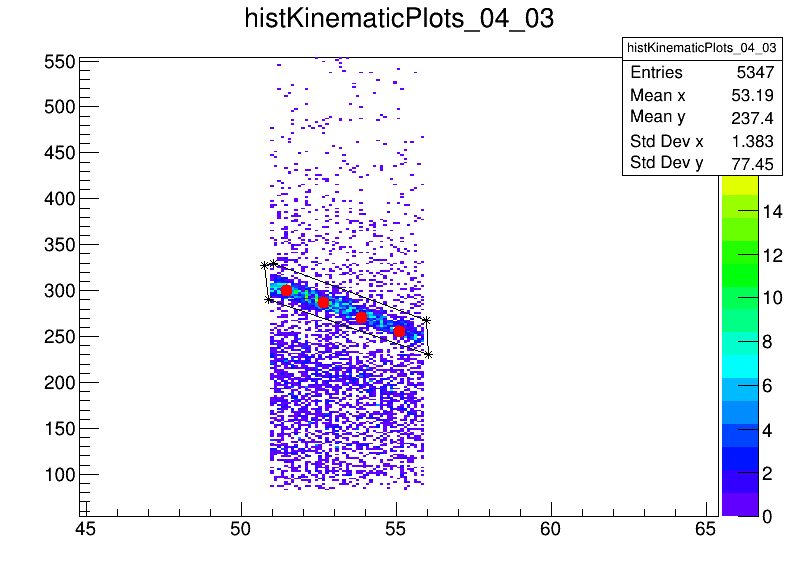 histKinematicPlots_04_03
histKinematicPlots_04_03
Entries 5347
Mean x 53.19
Mean y 237.4
Std Dev x 1.383
Std Dev y 77.45
550
500
450
400
350
300
250
200
150
100
14
12
10
8
6
4
2
0
45 50 55 60 65